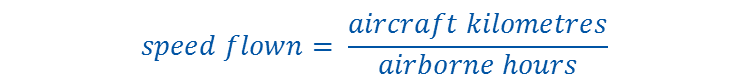 speed flown = aircraft kilometres / airborne hours